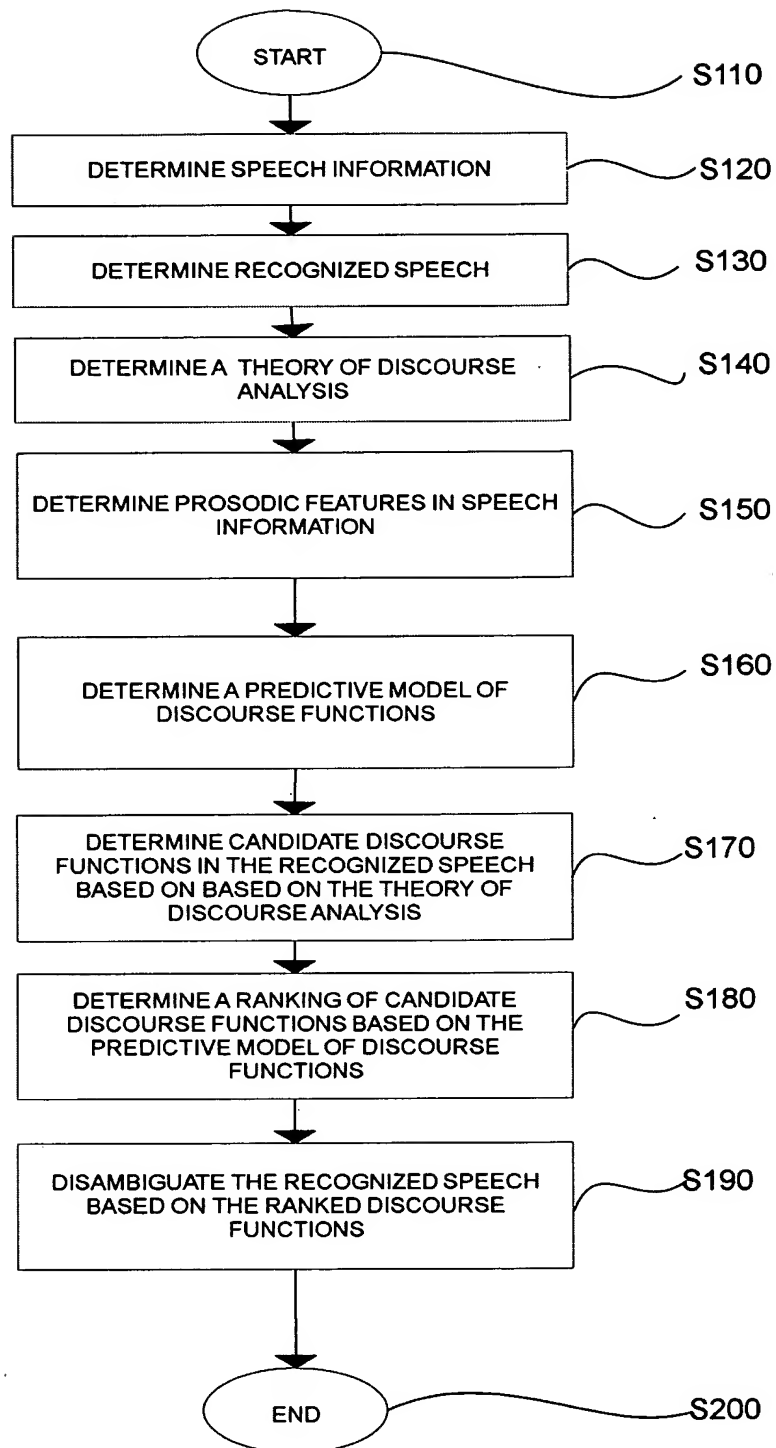 START
S110
DETERMINE SPEECH INFORMATION
S120
DETERMINE RECOGNIZED SPEECH
S130
DETERMINE A THEORY OF DISCOURSE
ANALYSIS
S140
DETERMINE PROSODIC FEATURES IN SPEECH
INFORMATION
S150
DETERMINE A PREDICTIVE MODEL OF
DISCOURSE FUNCTIONS
S160
DETERMINE CANDIDATE DISCOURSE
FUNCTIONS IN THE RECOGNIZED SPEECH
BASED ON BASED ON THE THEORY OF
DISCOURSE ANALYSIS
S170
DETERMINE A RANKING OF CANDIDATE
DISCOURSE FUNCTIONS BASED ON THE
PREDICTIVE MODEL OF DISCOURSE
FUNCTIONS
S180
DISAMBIGUATE THE RECOGNIZED SPEECH
BASED ON THE RANKED DISCOURSE
FUNCTIONS
S190
END
S200